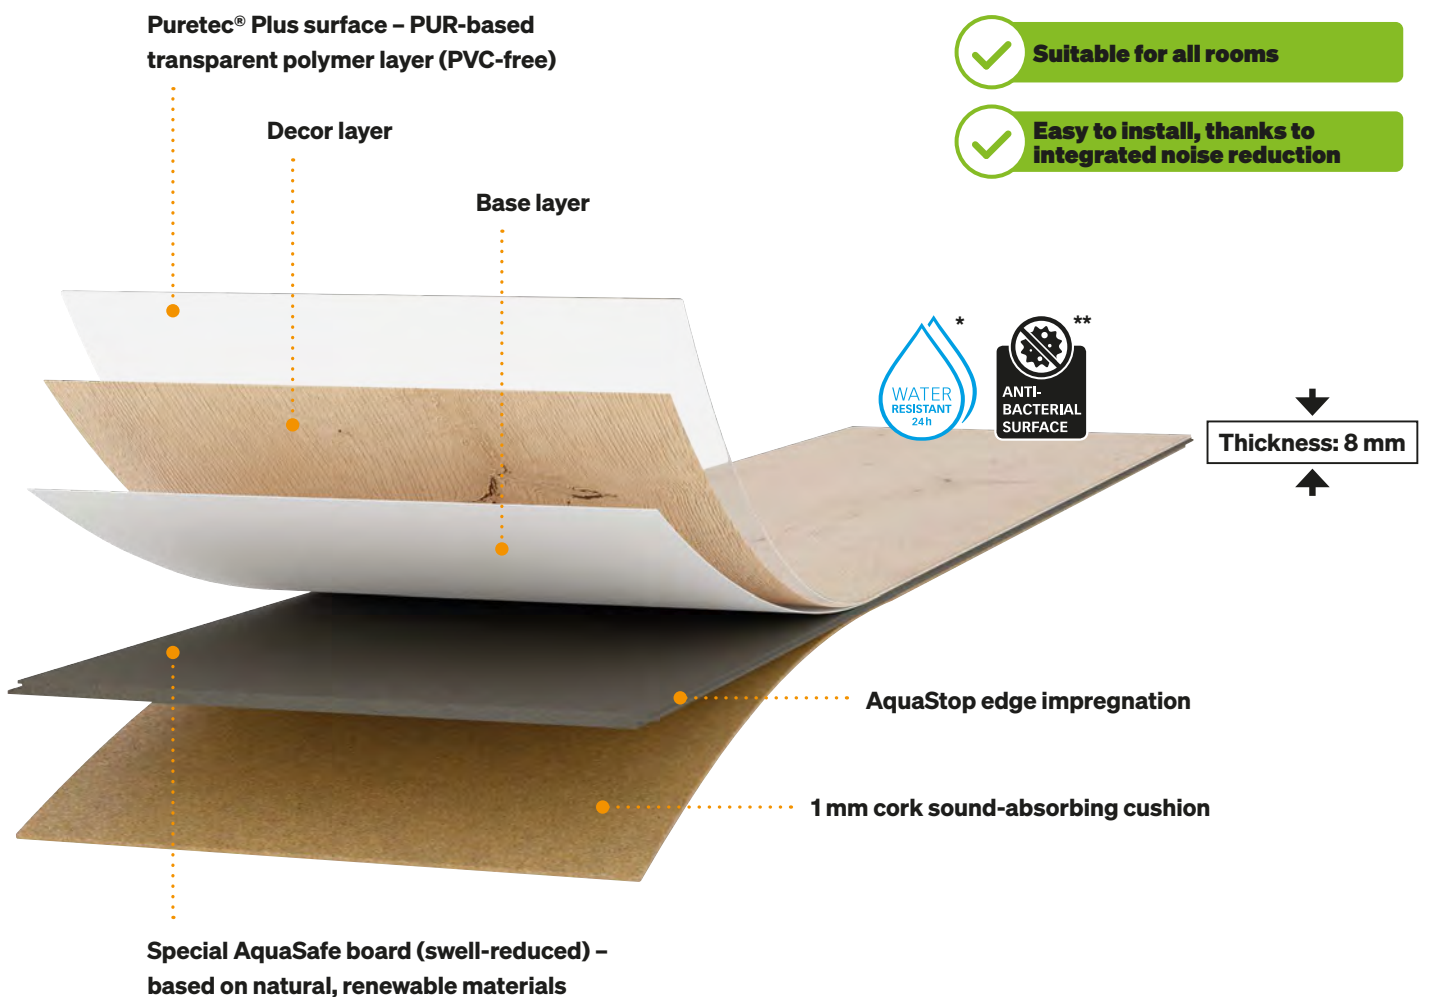 Puretec® Plus surface – PUR-based
transparent polymer layer (PVC-free)
Suitable for all rooms
Decor layer
Easy to install, thanks to
integrated noise reduction
Base layer
*
**
WATER
RESISTANT
24h
ANTI-
BACTERIAL
SURFACE
Thickness: 8 mm
AquaStop edge impregnation
1 mm cork sound-absorbing cushion
Special AquaSafe board (swell-reduced) –
based on natural, renewable materials